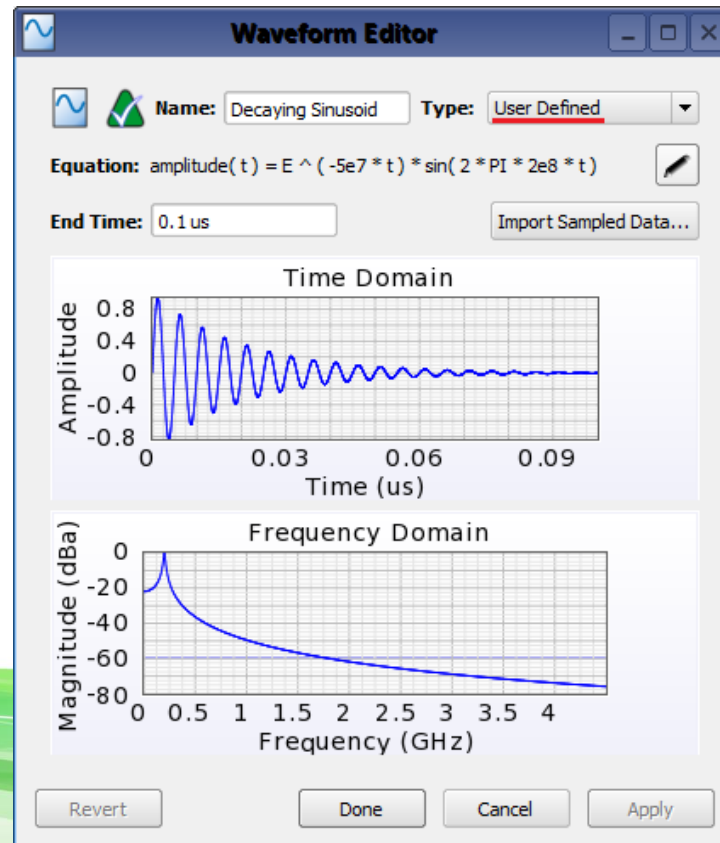 Waveform Editor
Name: Decaying Sinusoid Type: User Defined
Equation: amplitude( t ) = E ^ ( -5e7 * t ) * sin( 2 * PI * 2e8 * t )
End Time: 0.1 us Import Sampled Data...
Time Domain
Amplitude
0.8
0.4
0
-0.4
-0.8
0 0.03 0.06 0.09
Time (us)
Frequency Domain
Magnitude (dBa)
0
-20
-40
-60
-80
0 0.5 1 1.5 2 2.5 3 3.5 4
Frequency (GHz)
Revert Done Cancel Apply